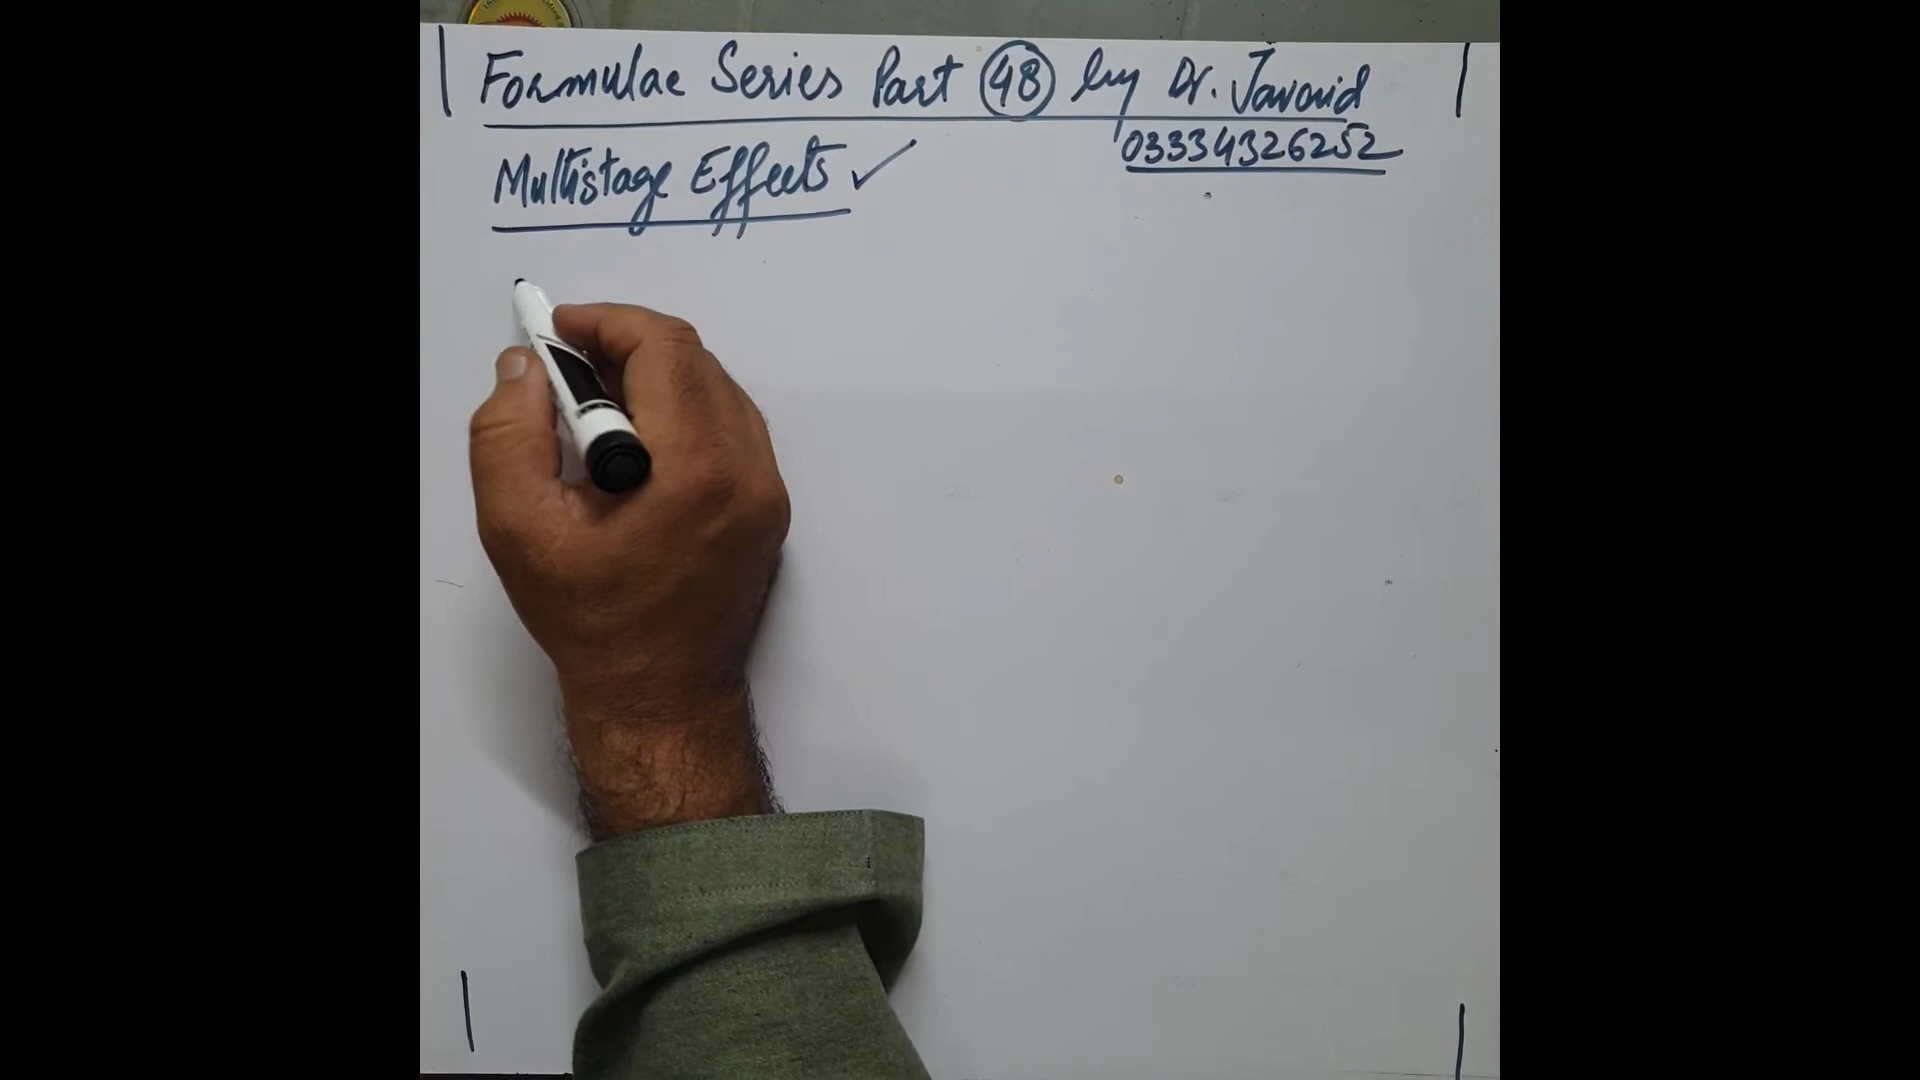 Formulae Series Part 48 by Dr. Javaid
03334326252
Multistage Effects ✓